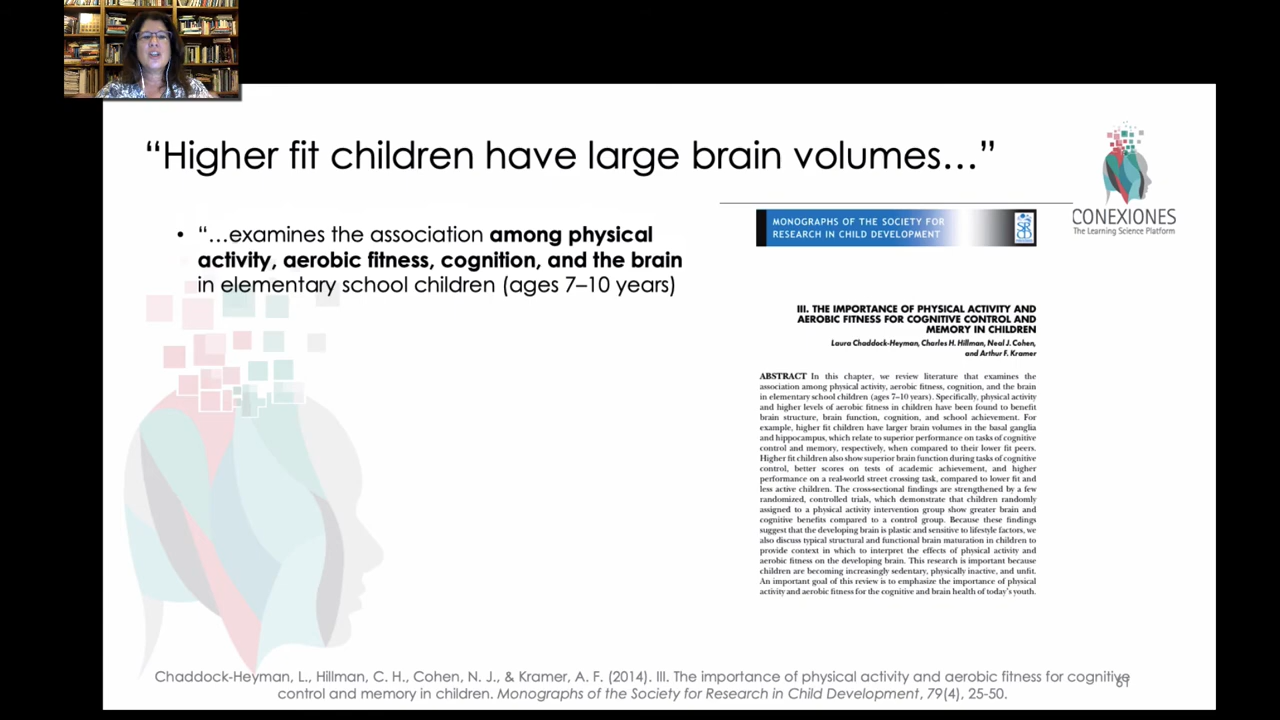 “Higher fit children have large brain volumes…”
CONEXIONES
The Learning Science Platform
• “…examines the association among physical
activity, aerobic fitness, cognition, and the brain
in elementary school children (ages 7–10 years)
MONOGRAPHS OF THE SOCIETY FOR
RESEARCH IN CHILD DEVELOPMENT
III. THE IMPORTANCE OF PHYSICAL ACTIVITY AND
AEROBIC FITNESS FOR COGNITIVE CONTROL AND
MEMORY IN CHILDREN
Laura Chaddock-Heyman, Charles H. Hillman, Neal J. Cohen,
and Arthur F. Kramer
ABSTRACT In this chapter, we review literature that examines the
association among physical activity, aerobic fitness, cognition, and the brain
in elementary school children (ages 7–10 years). Specifically, physical activity
and higher levels of aerobic fitness in children have been found to benefit
brain structure, brain function, cognition, and school achievement. For
example, higher fit children have larger brain volumes in the basal ganglia
and hippocampus, which relate to superior performance on tasks of cognitive
control and memory, respectively, when compared to their lower fit peers.
Higher fit children also show superior brain function during tasks of cognitive
control, better scores on tests of academic achievement, and higher
performance on a real-world street crossing task, compared to lower fit and
less active children. The cross-sectional findings are strengthened by a few
randomized, controlled trials, which demonstrate that children randomly
assigned to a physical activity intervention group show greater brain and
cognitive benefits compared to a control group. Because these findings
suggest that the developing brain is plastic and sensitive to lifestyle factors, we
also discuss typical structural and functional brain maturation in children to
provide context in which to interpret the effects of physical activity and
aerobic fitness on the developing brain. This research is important because
children are becoming increasingly sedentary, physically inactive, and unfit.
An important goal of this review is to emphasize the importance of physical
activity and aerobic fitness for the cognitive and brain health of today’s youth.
Chaddock-Heyman, L., Hillman, C. H., Cohen, N. J., & Kramer, A. F. (2014). III. The importance of physical activity and aerobic fitness for cognitive
control and memory in children. Monographs of the Society for Research in Child Development, 79(4), 25-50.
61